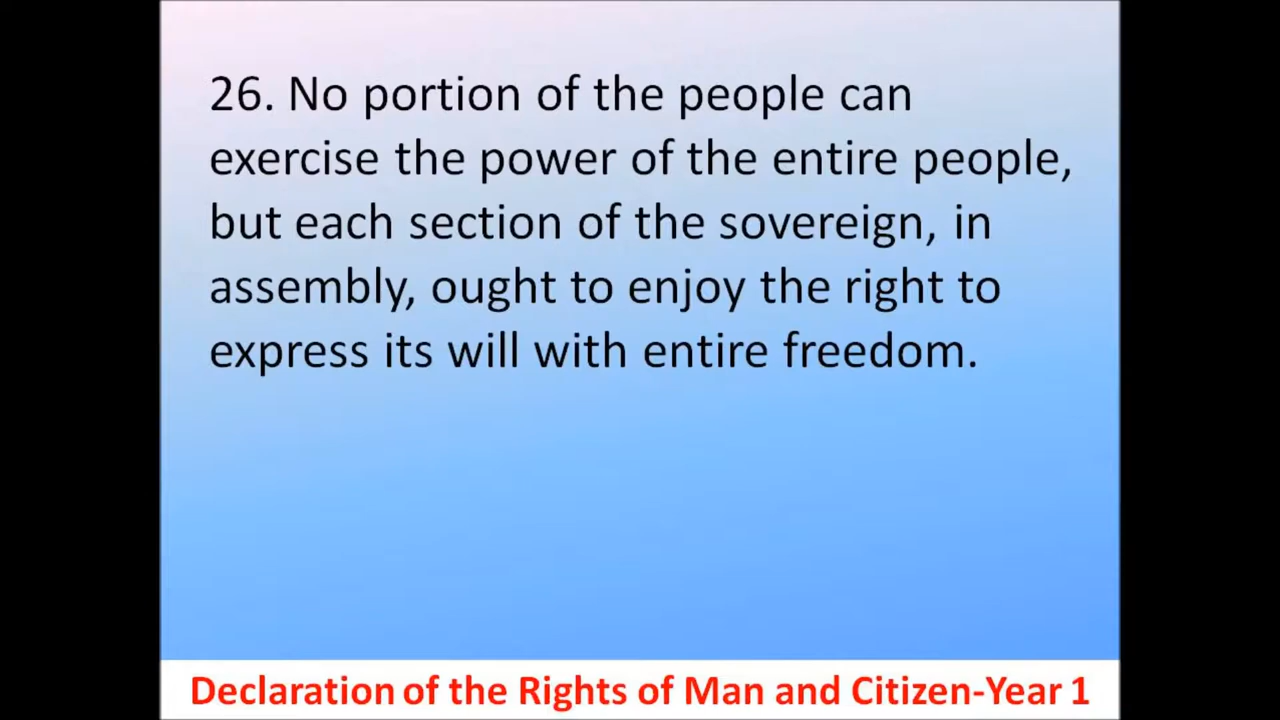 26. No portion of the people can
exercise the power of the entire people,
but each section of the sovereign, in
assembly, ought to enjoy the right to
express its will with entire freedom.
Declaration of the Rights of Man and Citizen-Year 1